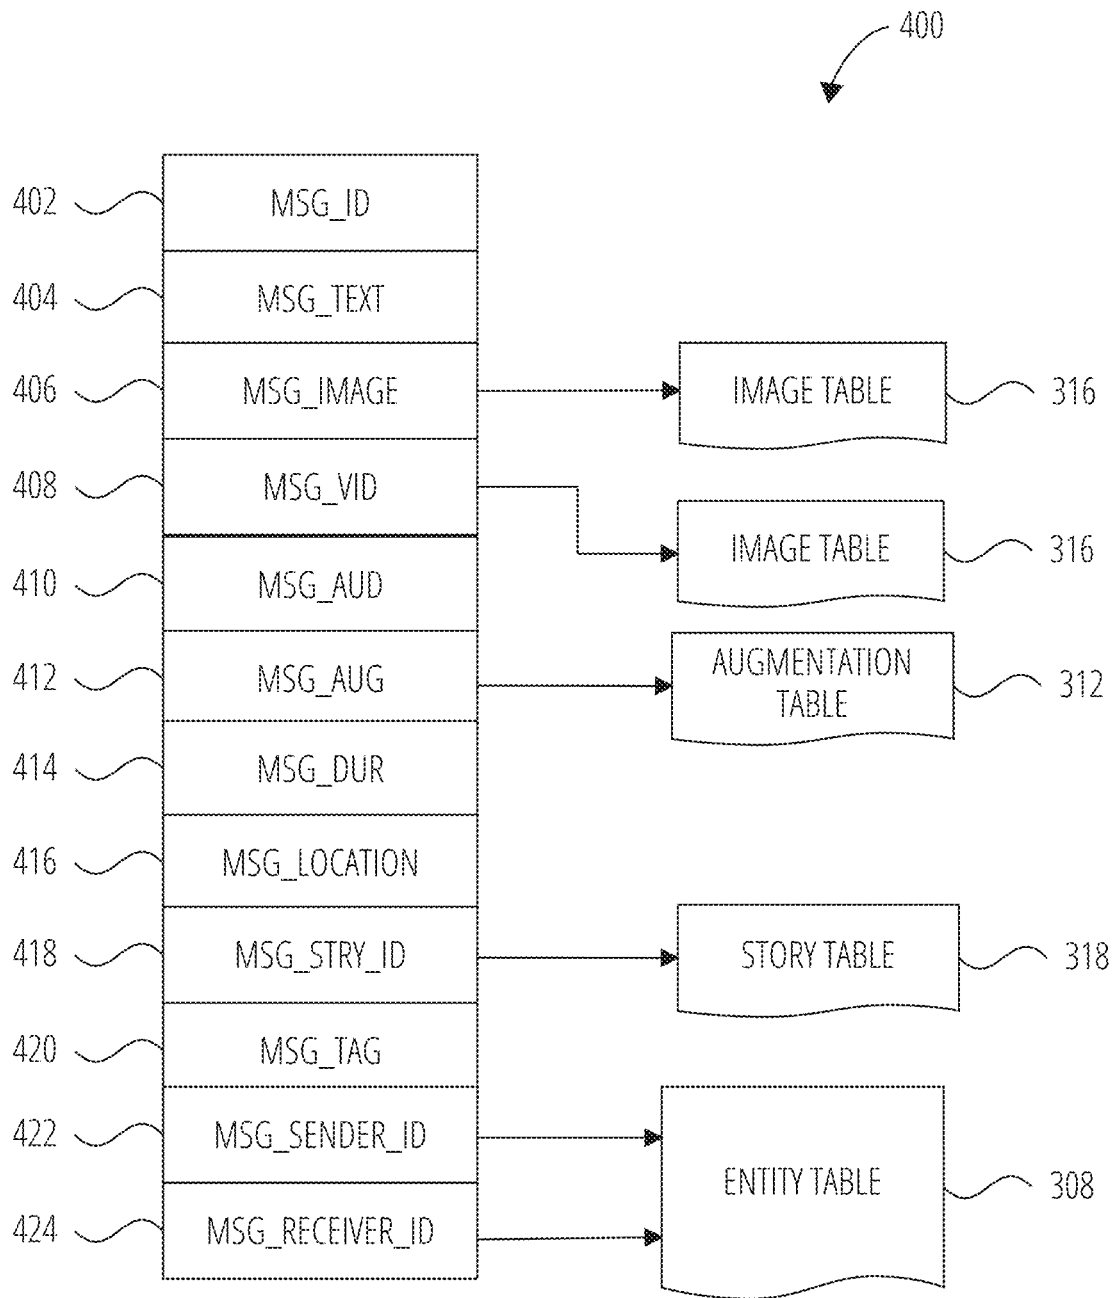 400
402 MSG_ID
404 MSG_TEXT
406 MSG_IMAGE IMAGE TABLE 316
408 MSG_VID IMAGE TABLE 316
410 MSG_AUD
412 MSG_AUG AUGMENTATION
TABLE 312
414 MSG_DUR
416 MSG_LOCATION
418 MSG_STRY_ID STORY TABLE 318
420 MSG_TAG
422 MSG_SENDER_ID
ENTITY TABLE 308
424 MSG_RECEIVER_ID